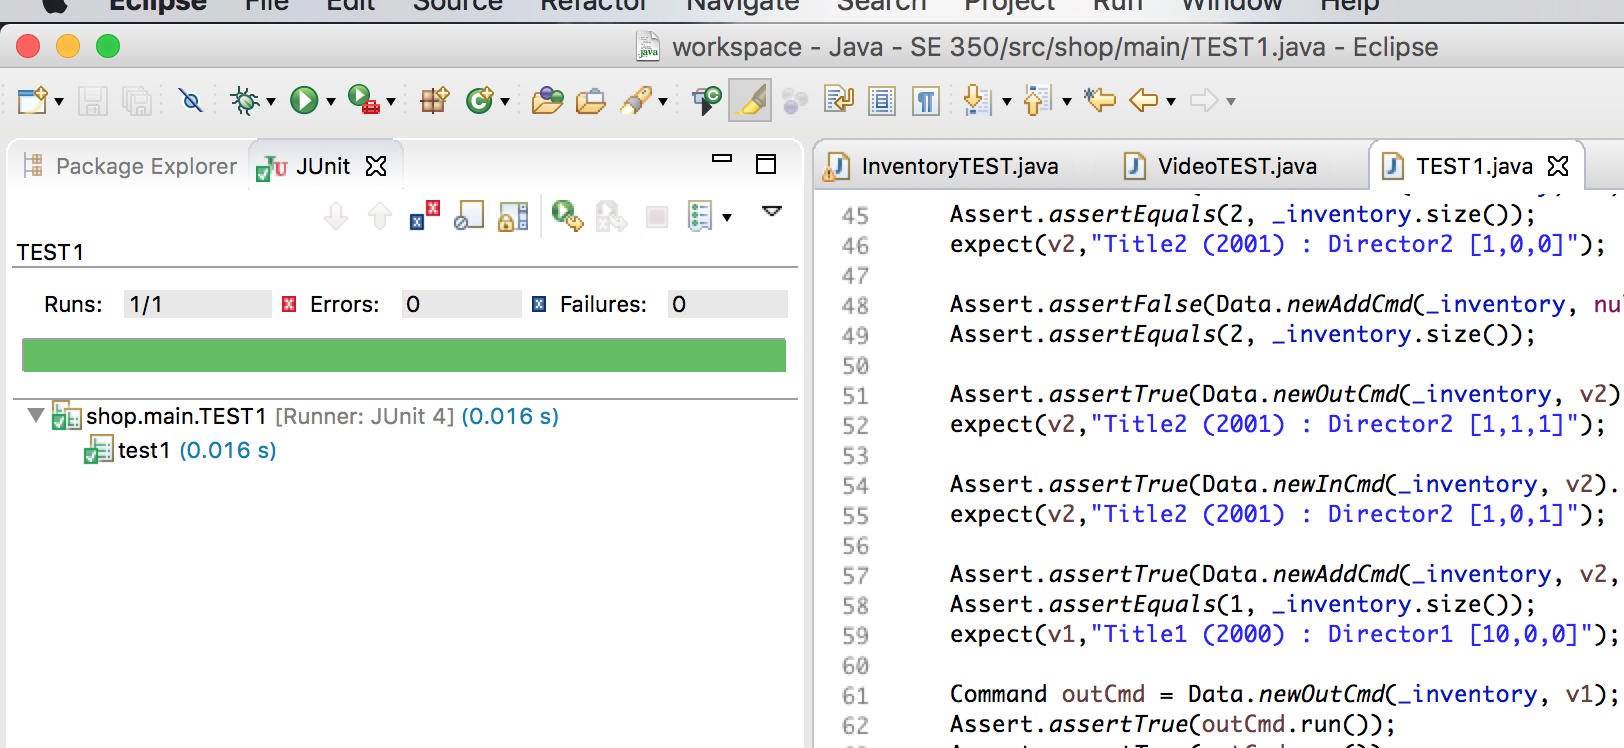 Eclipse File Edit Source Refactor Navigate Search Project Run Window Help
workspace - Java - SE 350/src/shop/main/TEST1.java - Eclipse
Package Explorer JUnit
TEST1
Runs: 1/1 Errors: 0 Failures: 0
shop.main.TEST1 [Runner: JUnit 4] (0.016 s)
test1 (0.016 s)
InventoryTEST.java VideoTEST.java TEST1.java
45 Assert.assertEquals(2, _inventory.size());
46 expect(v2,"Title2 (2001) : Director2 [1,0,0]");
47
48 Assert.assertFalse(Data.newAddCmd(_inventory, nu
49 Assert.assertEquals(2, _inventory.size());
50
51 Assert.assertTrue(Data.newOutCmd(_inventory, v2)
52 expect(v2,"Title2 (2001) : Director2 [1,1,1]");
53
54 Assert.assertTrue(Data.newInCmd(_inventory, v2).
55 expect(v2,"Title2 (2001) : Director2 [1,0,1]");
56
57 Assert.assertTrue(Data.newAddCmd(_inventory, v2,
58 Assert.assertEquals(1, _inventory.size());
59 expect(v1,"Title1 (2000) : Director1 [10,0,0]");
60
61 Command outCmd = Data.newOutCmd(_inventory, v1);
62 Assert.assertTrue(outCmd.run());